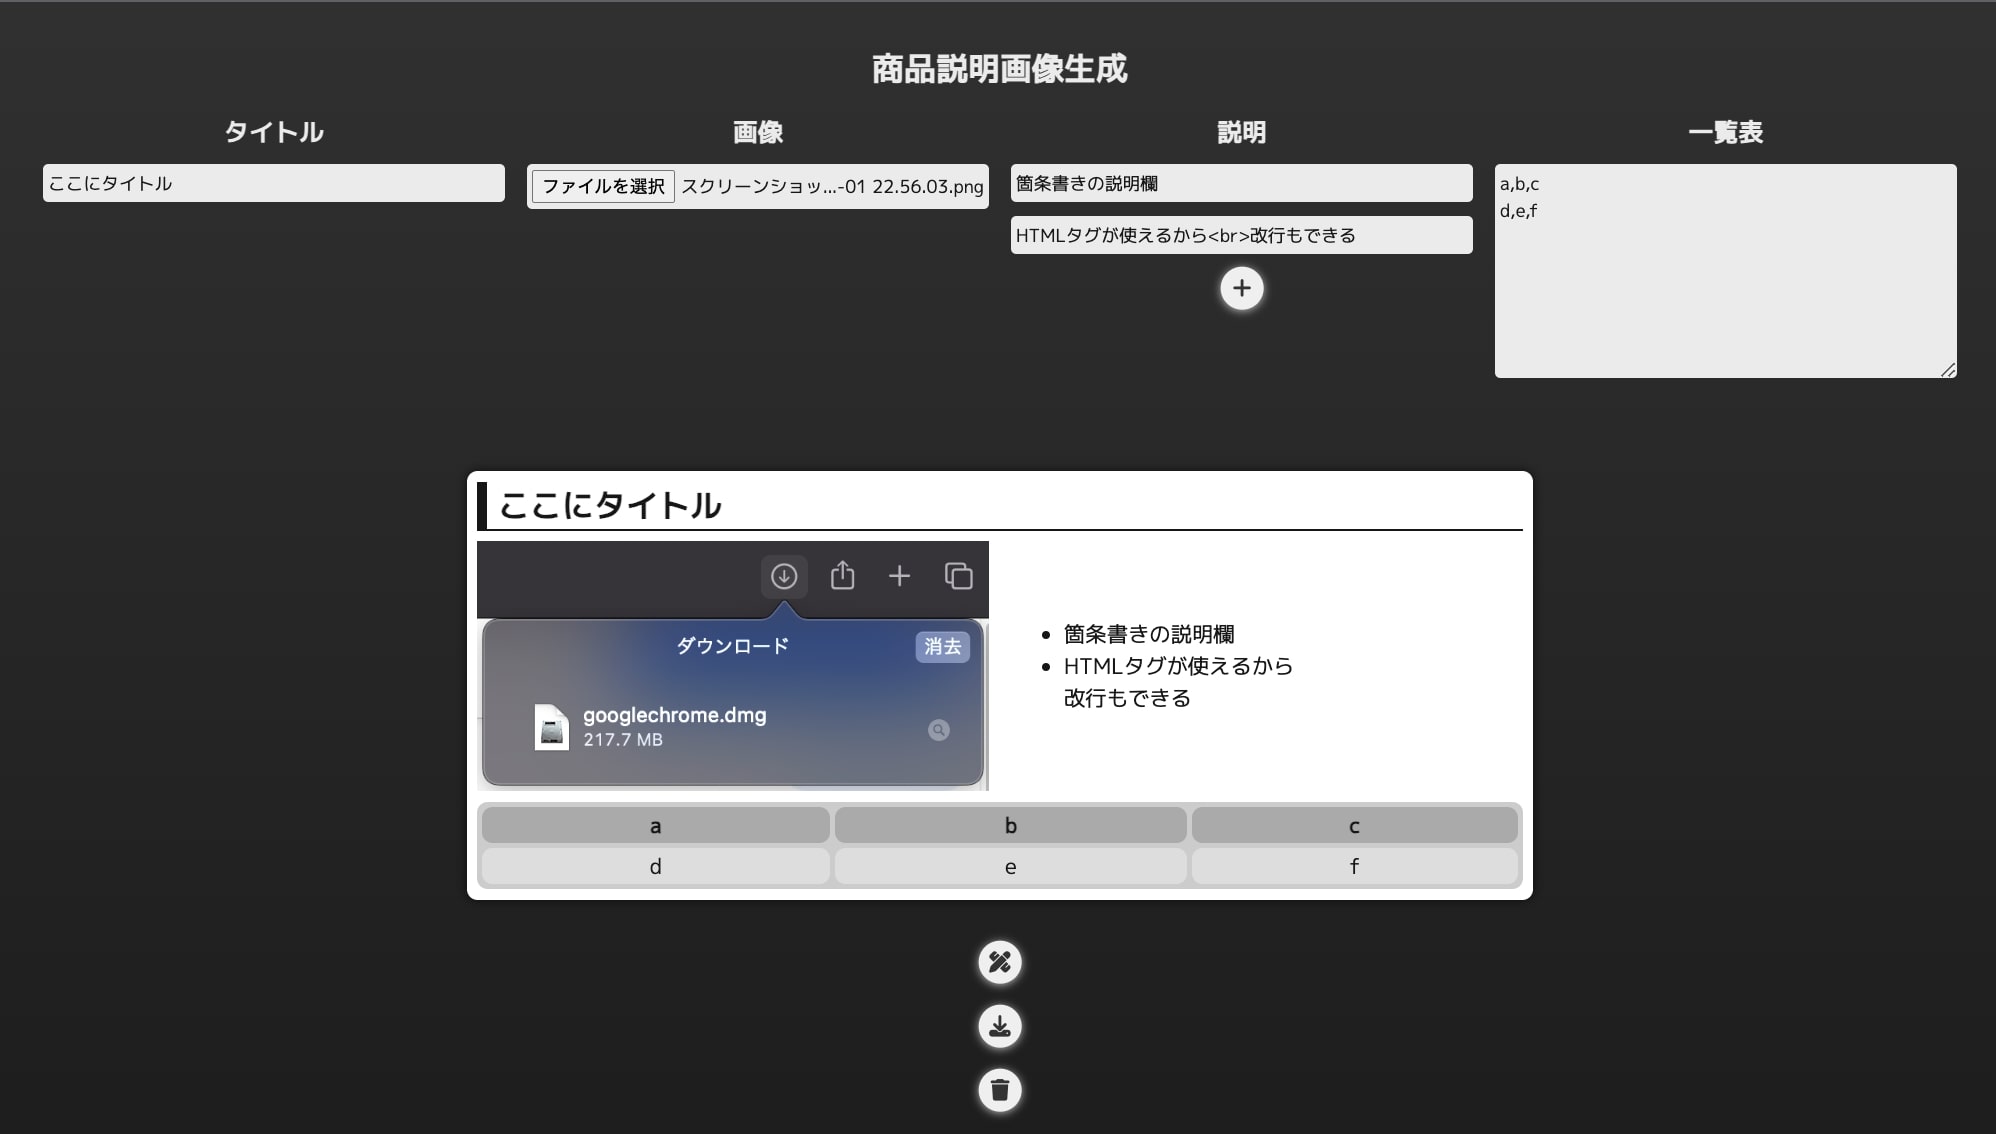 商品説明画像生成
タイトル
ここにタイトル
画像
ファイルを選択 スクリーンショッ...-01 22.56.03.png
説明
箇条書きの説明欄
HTMLタグが使えるから<br>改行もできる
一覧表
a,b,c
d,e,f
ここにタイトル
ダウンロード 消去
googlechrome.dmg
217.7 MB
• 箇条書きの説明欄
• HTMLタグが使えるから
改行もできる
a b c
d e f